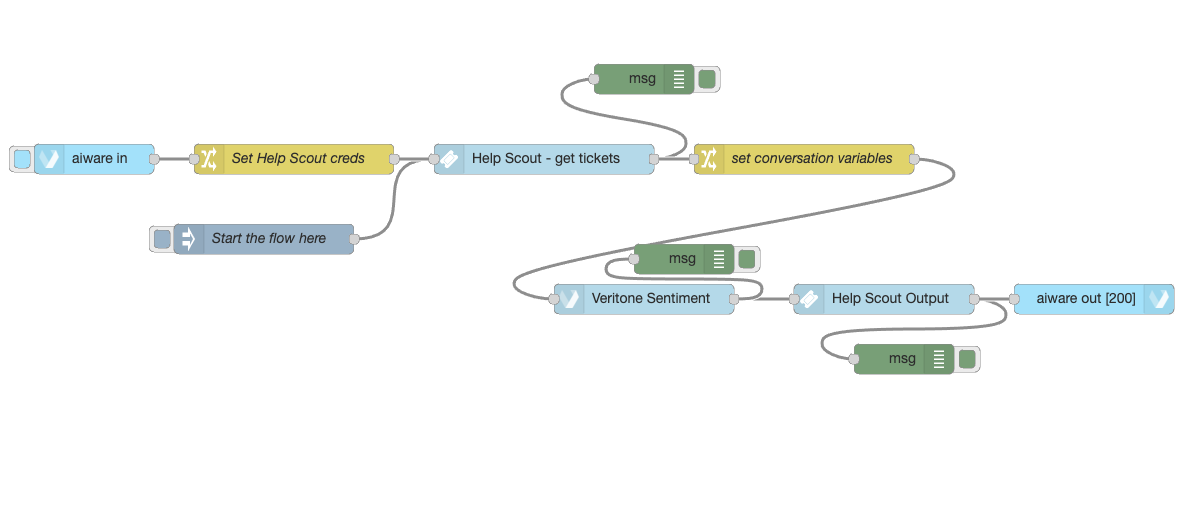 msg
aiware in
Set Help Scout creds
Help Scout - get tickets
set conversation variables
Start the flow here
msg
Veritone Sentiment
Help Scout Output
aiware out [200]
msg